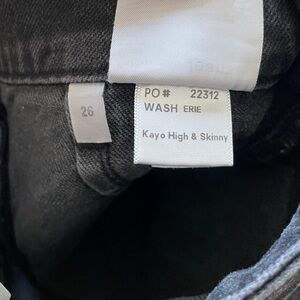 PO# 22312
WASH ERIE
Kayo High & Skinny
26